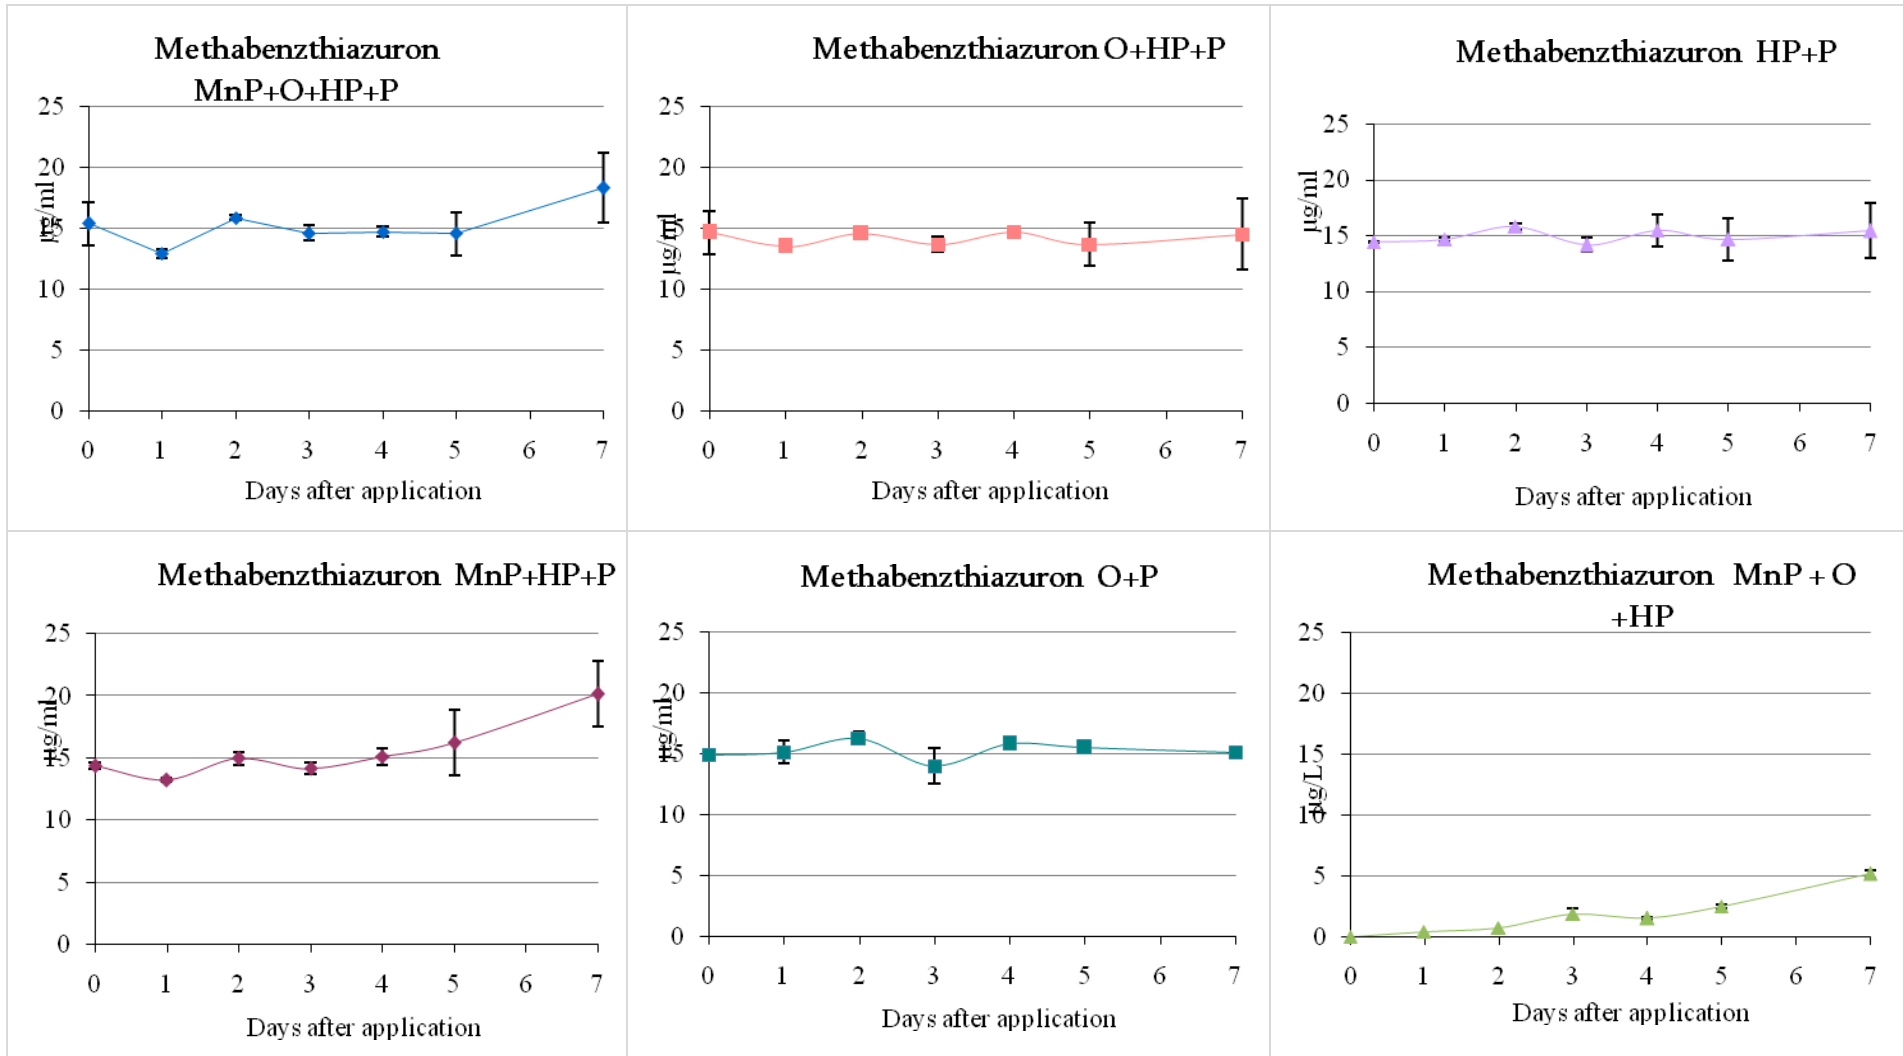 Methabenzthiazuron
MnP+O+HP+P
25
20
15
10
5
0
µg/ml
0 1 2 3 4 5 6 7
Days after application
Methabenzthiazuron O+HP+P
25
20
15
10
5
0
µg/ml
0 1 2 3 4 5 6 7
Days after application
Methabenzthiazuron HP+P
25
20
15
10
5
0
µg/ml
0 1 2 3 4 5 6 7
Days after application
Methabenzthiazuron MnP+HP+P
25
20
15
10
5
0
µg/ml
0 1 2 3 4 5 6 7
Days after application
Methabenzthiazuron O+P
25
20
15
10
5
0
µg/ml
0 1 2 3 4 5 6 7
Days after application
Methabenzthiazuron MnP + O
+HP
25
20
15
10
5
0
µg/L
0 1 2 3 4 5 6 7
Days after application